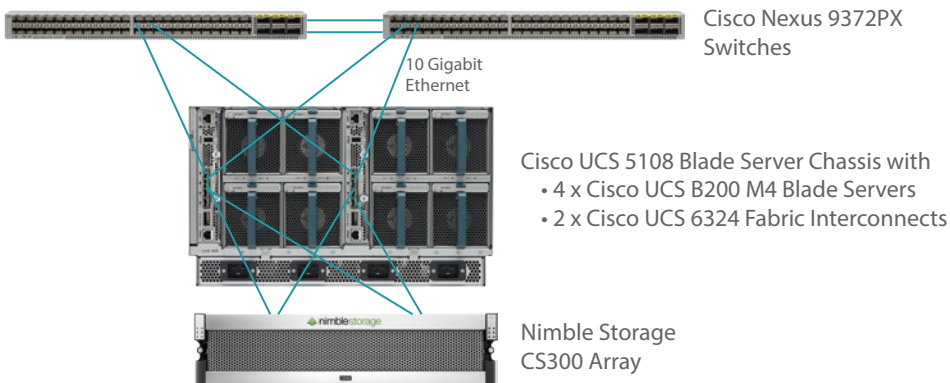 Cisco Nexus 9372PX
Switches
10 Gigabit
Ethernet
Cisco UCS 5108 Blade Server Chassis with
• 4 x Cisco UCS B200 M4 Blade Servers
• 2 x Cisco UCS 6324 Fabric Interconnects
nimblestorage
Nimble Storage
CS300 Array